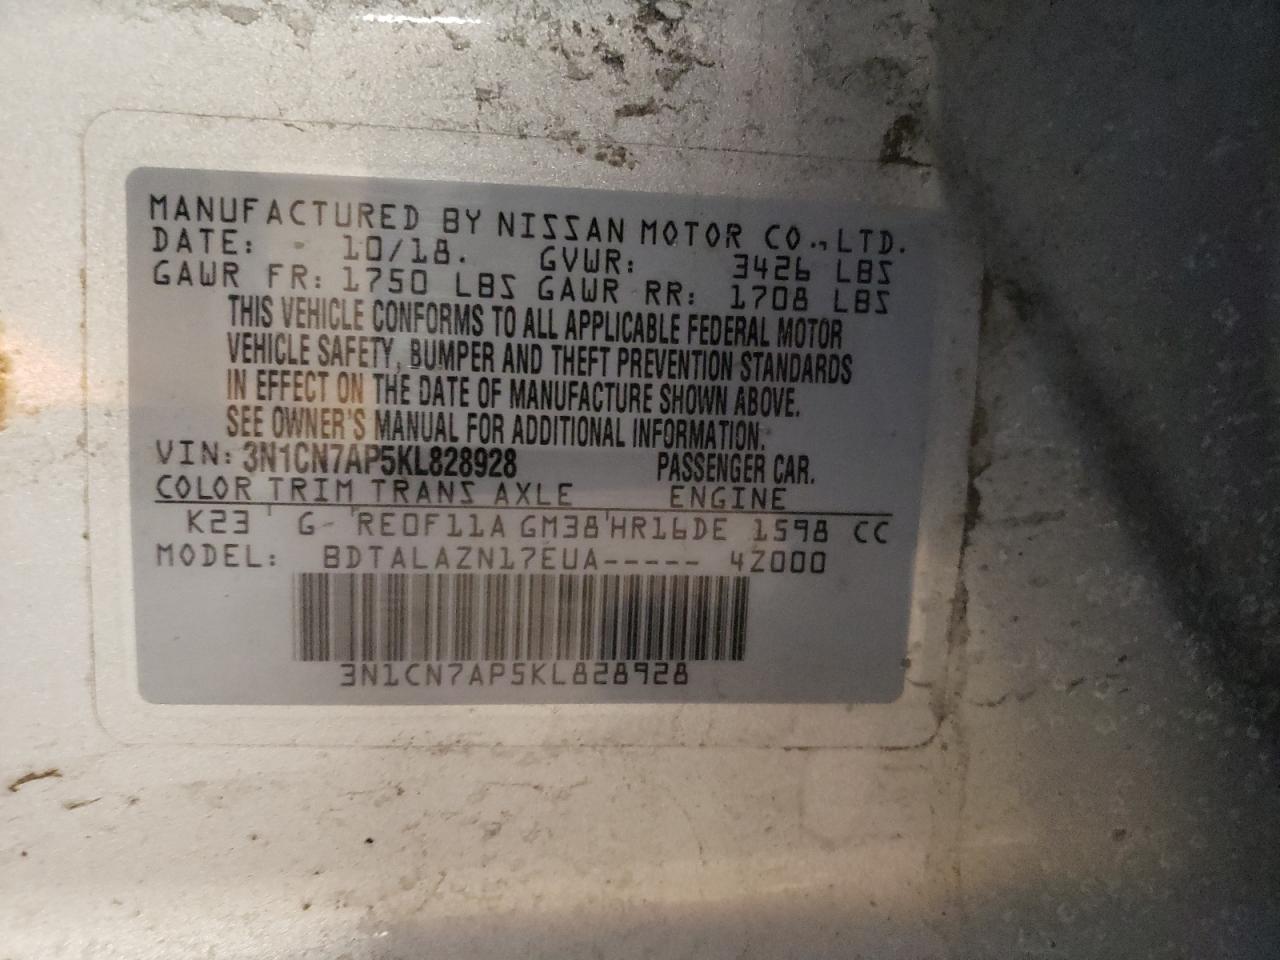 MANUFACTURED BY NISSAN MOTOR CO., LTD.
DATE: 10/18. GVWR: 3426 LBS
GAWR FR: 1750 LBS GAWR RR: 1708 LBS
THIS VEHICLE CONFORMS TO ALL APPLICABLE FEDERAL MOTOR
VEHICLE SAFETY, BUMPER AND THEFT PREVENTION STANDARDS
IN EFFECT ON THE DATE OF MANUFACTURE SHOWN ABOVE.
SEE OWNER'S MANUAL FOR ADDITIONAL INFORMATION.
VIN: 3N1CN7AP5KL828928 PASSENGER CAR.
COLOR TRIM TRANS AXLE ENGINE
K23 ' G- 'RE0F11A GM38'HR16DE 1598 CC
MODEL: BDTALAZN17EUA----- 4Z000
3N1CN7AP5KL828928